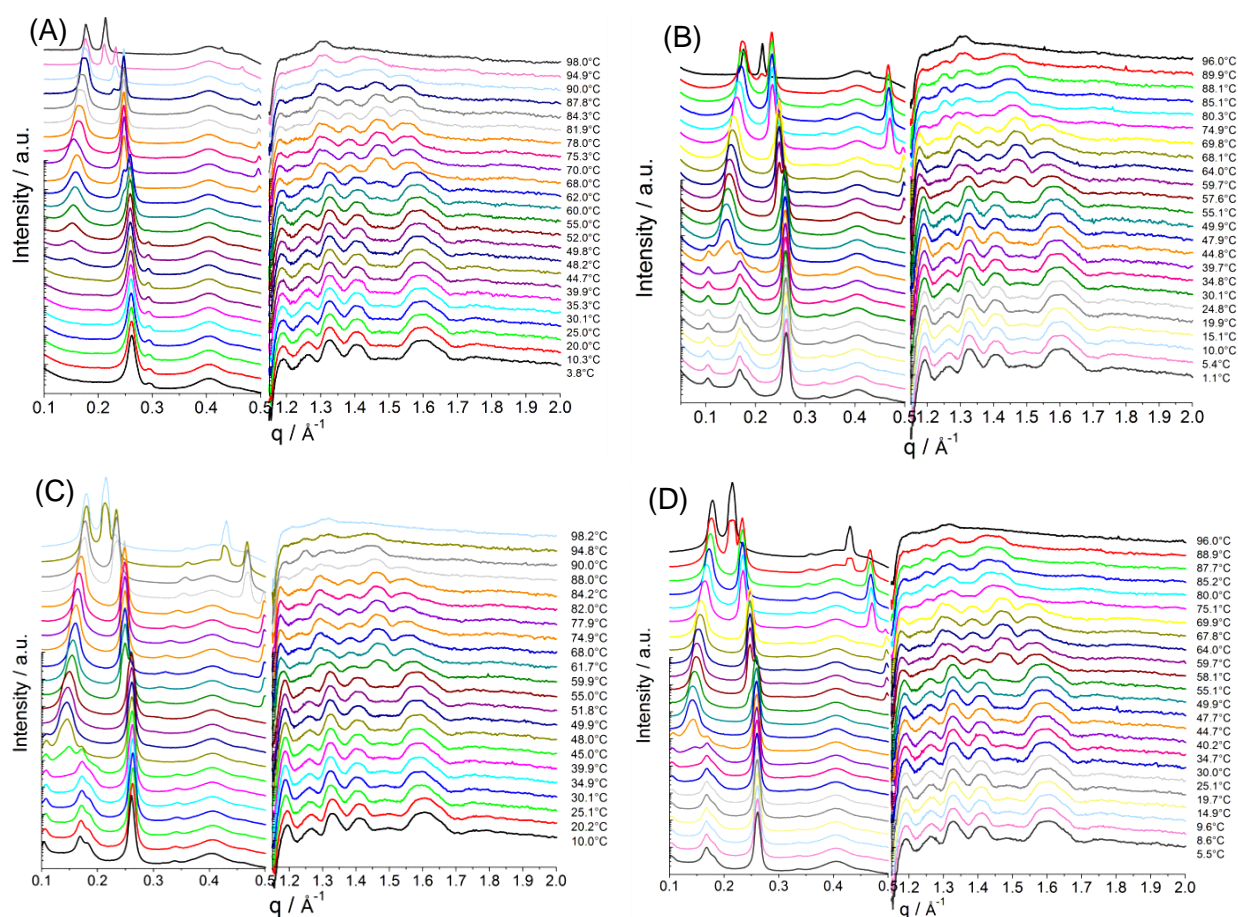 (A)
Intensity / a.u.
98.0°C
94.9°C
90.0°C
87.8°C
84.3°C
81.9°C
78.0°C
75.3°C
70.0°C
68.0°C
62.0°C
60.0°C
55.0°C
52.0°C
49.8°C
48.2°C
44.7°C
39.9°C
35.3°C
30.1°C
25.0°C
20.0°C
10.3°C
3.8°C
0.1 0.2 0.3 0.4 0.5 1.2 1.3 1.4 1.5 1.6 1.7 1.8 1.9 2.0
q / Å-1
(B)
Intensity / a.u.
96.0°C
89.9°C
88.1°C
85.1°C
80.3°C
74.9°C
69.8°C
68.1°C
64.0°C
59.7°C
57.6°C
55.1°C
49.9°C
47.9°C
44.8°C
39.7°C
34.8°C
30.1°C
24.8°C
19.9°C
15.1°C
10.0°C
5.4°C
1.1°C
0.1 0.2 0.3 0.4 0.5 1.2 1.3 1.4 1.5 1.6 1.7 1.8 1.9 2.0
q / Å-1
(C)
Intensity / a.u.
98.2°C
94.8°C
90.0°C
88.0°C
84.2°C
82.0°C
77.9°C
74.9°C
68.0°C
61.7°C
59.9°C
55.0°C
51.8°C
49.9°C
48.0°C
45.0°C
39.9°C
34.9°C
30.1°C
25.1°C
20.2°C
10.0°C
0.1 0.2 0.3 0.4 0.5 1.2 1.3 1.4 1.5 1.6 1.7 1.8 1.9 2.0
q / Å-1
(D)
Intensity / a.u.
96.0°C
88.9°C
87.7°C
85.2°C
80.0°C
75.1°C
69.9°C
67.8°C
64.0°C
59.7°C
58.1°C
55.1°C
49.9°C
47.7°C
44.7°C
40.2°C
34.7°C
30.0°C
25.1°C
19.7°C
14.9°C
9.6°C
8.6°C
5.5°C
0.1 0.2 0.3 0.4 0.5 1.2 1.3 1.4 1.5 1.6 1.7 1.8 1.9 2.0
q / Å-1